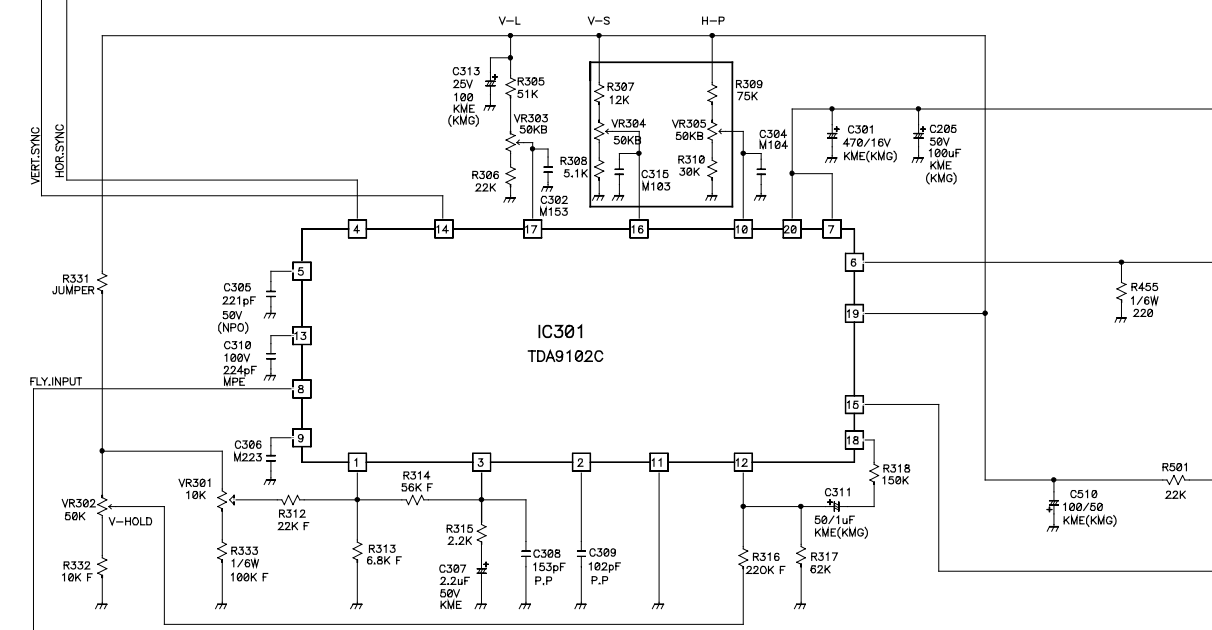 V-L
V-S
H-P
C313
25V
100
KME
(KMG)
R305
51K
R307
12K
R309
75K
VR303
50KB
VR304
50KB
VR305
50KB
C304
M104
C301
470/16V
KME(KMG)
C205
50V
100uF
KME
(KMG)
VERT.SYNC
HOR.SYNC
R306
22K
R308
5.1K
C315
M103
R310
30K
C302
M153
4
14
17
16
10
20
7
R331
JUMPER
C305
221pF
50V
(NPO)
5
6
R455
1/6W
220
C310
100V
224pF
MPE
13
IC301
TDA9102C
19
FLY.INPUT
8
15
C306
M223
9
18
1
3
2
11
12
R318
150K
VR302
50K
V-HOLD
VR301
10K
R312
22K F
R314
56K F
C311
50/1uF
KME(KMG)
C510
100/50
KME(KMG)
R501
22K
R332
10K F
R333
1/6W
100K F
R313
6.8K F
R315
2.2K
C307
2.2uF
50V
KME
C308
153pF
P.P
C309
102pF
P.P
R316
220K F
R317
62K